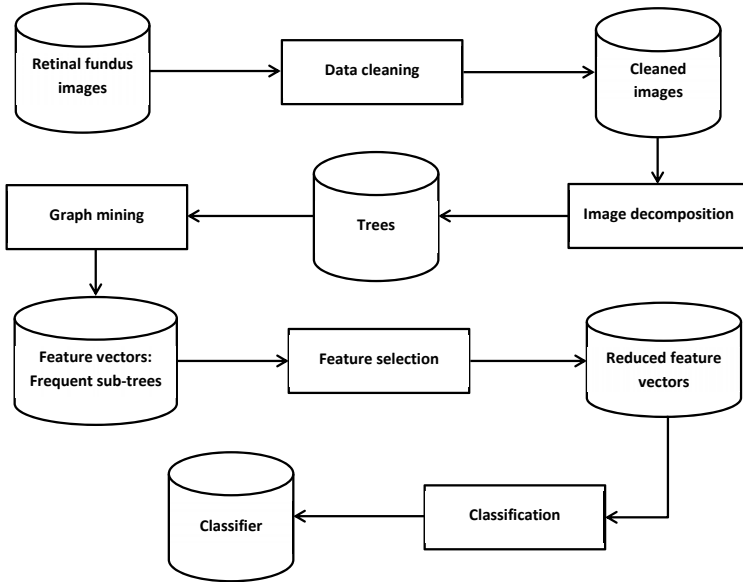 Retinal fundus
images
Data cleaning
Cleaned
images
Image decomposition
Trees
Graph mining
Feature vectors:
Frequent sub-trees
Feature selection
Reduced feature
vectors
Classification
Classifier